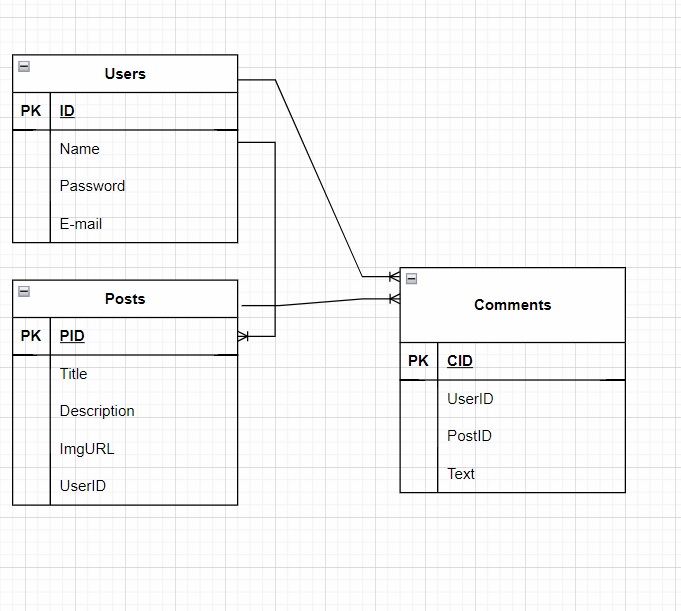 Users
PK ID
Name
Password
E-mail
Posts
PK PID
Title
Description
ImgURL
UserID
Comments
PK CID
UserID
PostID
Text